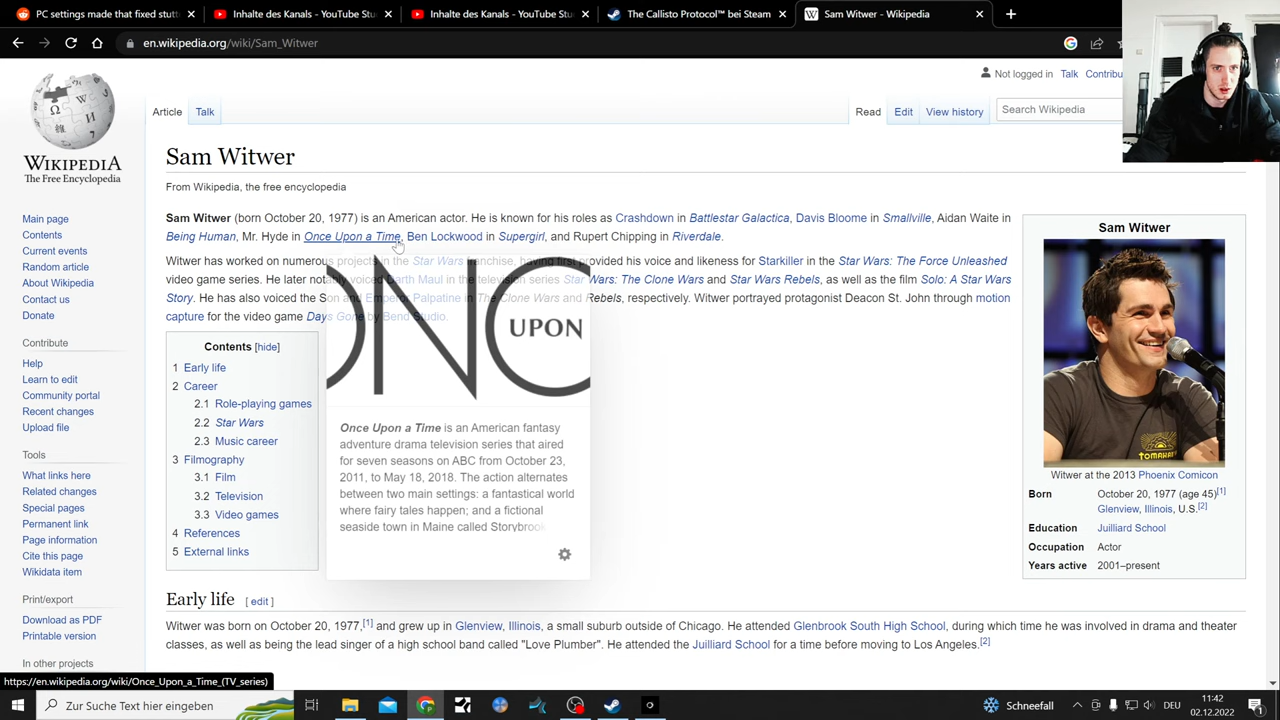 PC settings made that fixed stutt
Inhalte des Kanals - YouTube Stu
Inhalte des Kanals - YouTube Stu
The Callisto Protocol™ bei Steam
Sam Witwer - Wikipedia
en.wikipedia.org/wiki/Sam_Witwer
Not logged in Talk Contribu
Article Talk
Read Edit View history
Search Wikipedia
WIKIPEDIA
The Free Encyclopedia
Main page
Contents
Current events
Random article
About Wikipedia
Contact us
Donate
Contribute
Help
Learn to edit
Community portal
Recent changes
Upload file
Tools
What links here
Related changes
Special pages
Permanent link
Page information
Cite this page
Wikidata item
Print/export
Download as PDF
Printable version
In other projects
Sam Witwer
From Wikipedia, the free encyclopedia
Sam Witwer (born October 20, 1977) is an American actor. He is known for his roles as Crashdown in Battlestar Galactica, Davis Bloome in Smallville, Aidan Waite in
Being Human, Mr. Hyde in Once Upon a Time, Ben Lockwood in Supergirl, and Rupert Chipping in Riverdale.
Witwer has worked on numerous projects in the Star Wars franchise, having first provided his voice and likeness for Starkiller in the Star Wars: The Force Unleashed
video game series. He later notably voiced Darth Maul in the television series Star Wars: The Clone Wars and Star Wars Rebels, as well as the film Solo: A Star Wars
Story. He has also voiced the Son and Emperor Palpatine in The Clone Wars and Rebels, respectively. Witwer portrayed protagonist Deacon St. John through motion
capture for the video game Days Gone by Bend Studio.
Contents [hide]
1 Early life
2 Career
2.1 Role-playing games
2.2 Star Wars
2.3 Music career
3 Filmography
3.1 Film
3.2 Television
3.3 Video games
4 References
5 External links
ONC
UPON
Once Upon a Time is an American fantasy
adventure drama television series that aired
for seven seasons on ABC from October 23,
2011, to May 18, 2018. The action alternates
between two main settings: a fantastical world
where fairy tales happen; and a fictional
seaside town in Maine called Storybrook
Sam Witwer
TOMAHA
Witwer at the 2013 Phoenix Comicon
Born October 20, 1977 (age 45)[1]
Glenview, Illinois, U.S.[2]
Education Juilliard School
Occupation Actor
Years active 2001–present
Early life [ edit ]
Witwer was born on October 20, 1977,[1] and grew up in Glenview, Illinois, a small suburb outside of Chicago. He attended Glenbrook South High School, during which time he was involved in drama and theater
classes, as well as being the lead singer of a high school band called "Love Plumber". He attended the Juilliard School for a time before moving to Los Angeles.[2]
https://en.wikipedia.org/wiki/Once_Upon_a_Time_(TV_series)
Zur Suche Text hier eingeben
Schneefall
DEU
11:42
02.12.2022
1